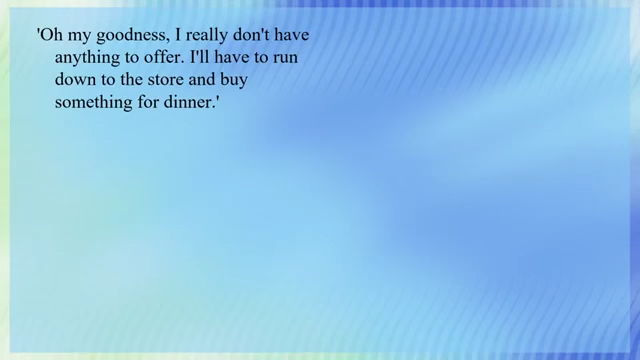 'Oh my goodness, I really don't have
anything to offer. I'll have to run
down to the store and buy
something for dinner.'